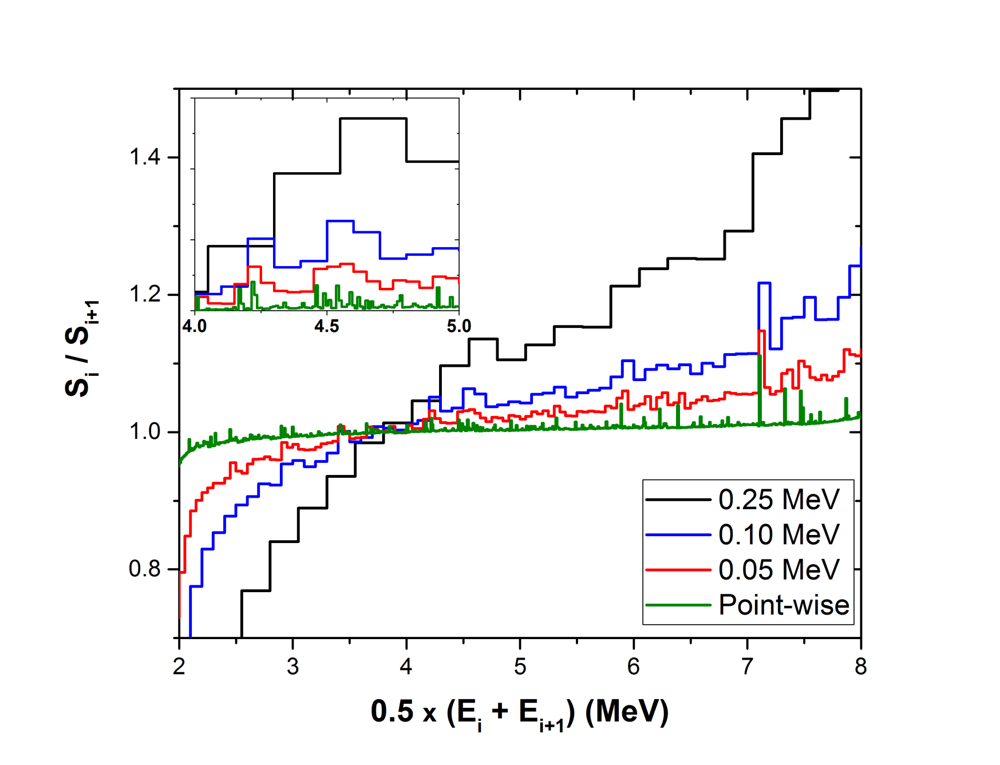 1.4
1.2
1.0
0.8
S_i / S_{i+1}
4.0 4.5 5.0
0.25 MeV
0.10 MeV
0.05 MeV
Point-wise
2 3 4 5 6 7 8
0.5 x (E_i + E_{i+1}) (MeV)